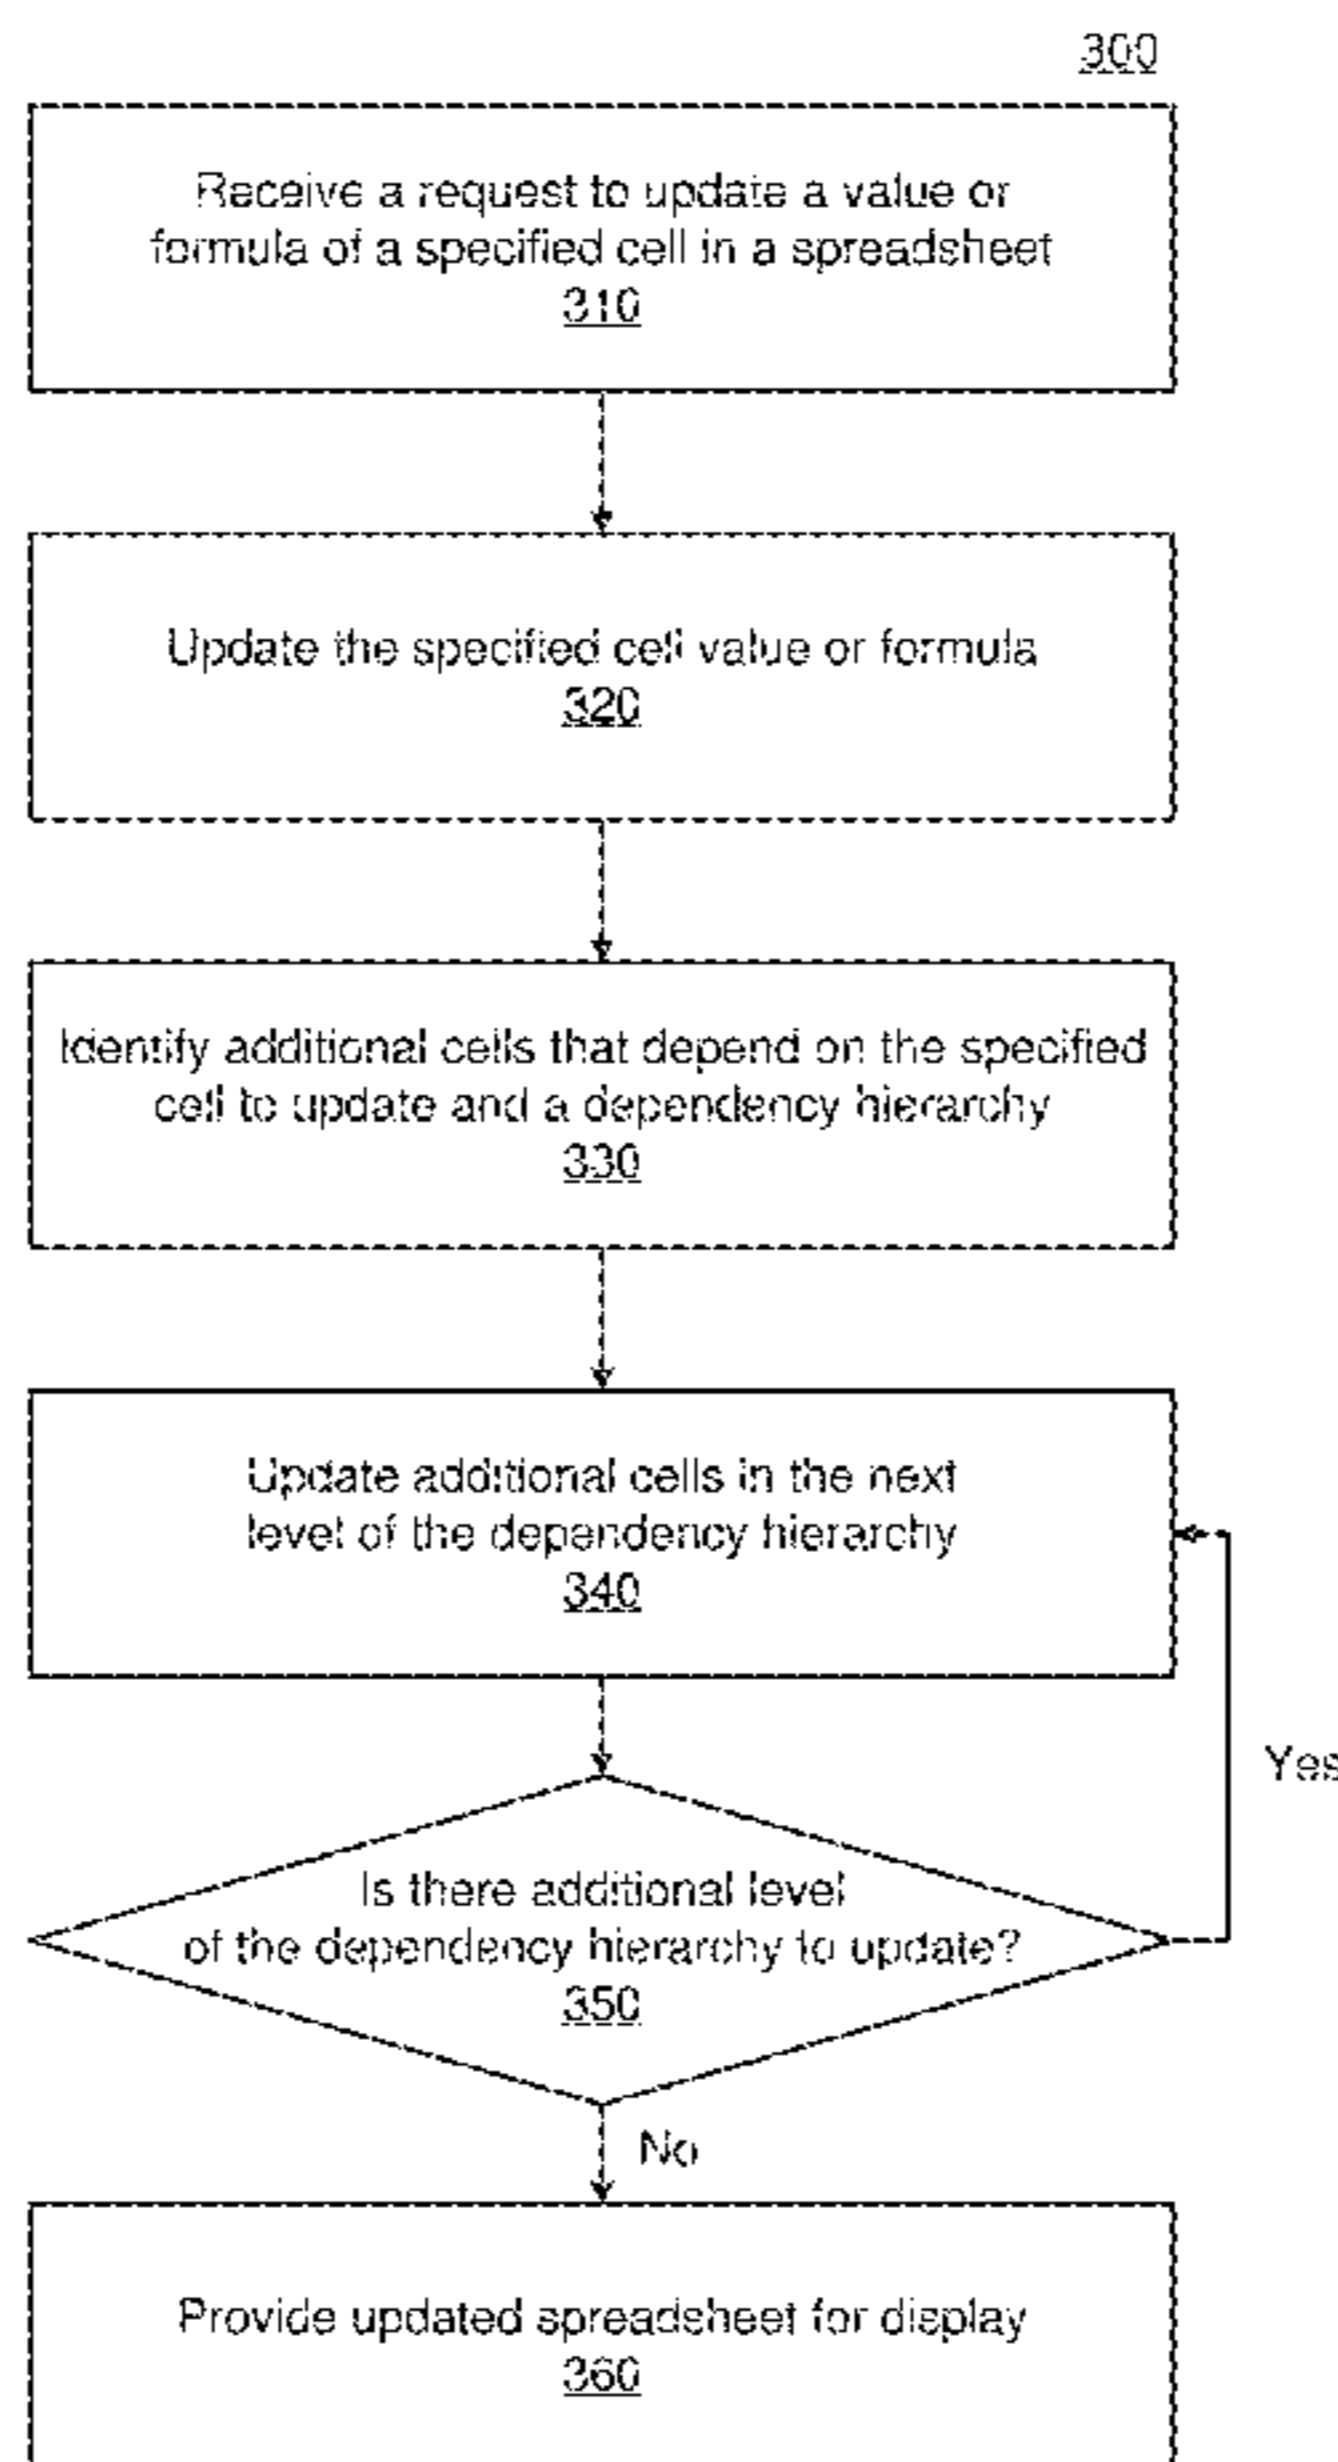 300
Receive a request to update a value or
formula of a specified cell in a spreadsheet
310
Update the specified cell value or formula
320
Identify additional cells that depend on the specified
cell to update and a dependency hierarchy
330
Update additional cells in the next
level of the dependency hierarchy
340
Yes
Is there additional level
of the dependency hierarchy to update?
350
No
Provide updated spreadsheet for display
360